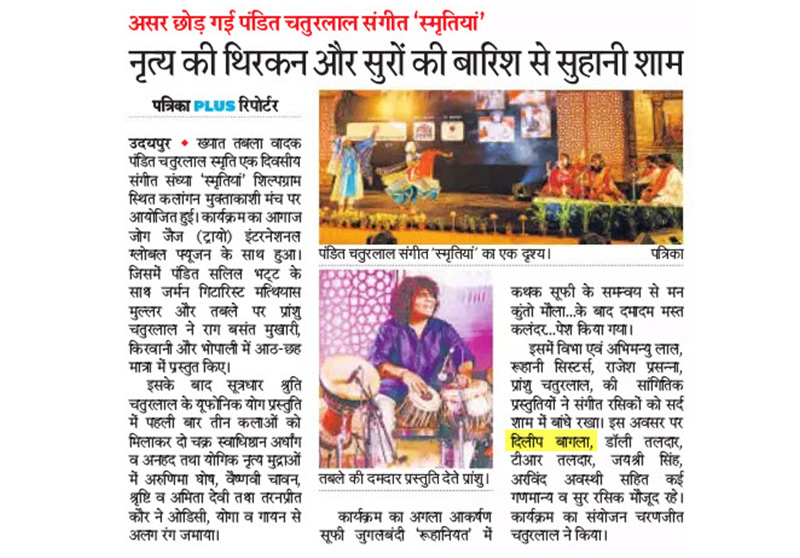 असर छोड़ गई पंडित चतुरलाल संगीत ‘स्मृतियां’
नृत्य की थिरकन और सुरों की बारिश से सुहानी शाम
पत्रिका PLUS रिपोर्टर
उदयपुर ◆ ख्यात तबला वादक
पंडित चतुरलाल स्मृति एक दिवसीय
संगीत संध्या ‘स्मृतियां’ शिल्पग्राम
स्थित कलांगन मुक्ताकाशी मंच पर
आयोजित हुई। कार्यक्रम का आगाज
जोग जैज (ट्रायो) इंटरनेशनल
ग्लोबल फ्यूजन के साथ हुआ।
जिसमें पंडित सलिल भट्ट के
साथ जर्मन गिटारिस्ट मत्थियास
मुल्लर और तबले पर प्रांशु
चतुरलाल ने राग बसंत मुखारी,
किरवानी और भोपाली में आठ-छह
मात्रा में प्रस्तुत किए।
इसके बाद सूत्रधार श्रुति
चतुरलाल के यूफोनिक योग प्रस्तुति
में पहली बार तीन कलाओं को
मिलाकर दो चक्र स्वाधिष्ठान अर्धांग
व अनहद तथा यौगिक नृत्य मुद्राओं
में अरुणिमा घोष, वैष्णवी चावन,
श्रृष्टि व अमिता देवी तथा तरनप्रीत
कौर ने ओडिसी, योगा व गायन से
अलग रंग जमाया।
पंडित चतुरलाल संगीत ‘स्मृतियां’ का एक दृश्य। पत्रिका
तबले की दमदार प्रस्तुति देते प्रांशु।
कार्यक्रम का अगला आकर्षण
सूफी जुगलबंदी ‘रूहानियत’ में
कथक सूफी के समन्वय से मन
कुंतो मौला...के बाद दमादम मस्त
कलंदर...पेश किया गया।
इसमें विभा एवं अभिमन्यु लाल,
रूहानी सिस्टर्स, राजेश प्रसन्ना,
प्रांशु चतुरलाल, की सांगितिक
प्रस्तुतियों ने संगीत रसिकों को सर्द
शाम में बांधे रखा। इस अवसर पर
दिलीप बागला, डॉली तलदार,
टीआर तलदार, जयश्री सिंह,
अरविंद अवस्थी सहित कई
गणमान्य व सुर रसिक मौजूद रहे।
कार्यक्रम का संयोजन चरणजीत
चतुरलाल ने किया।